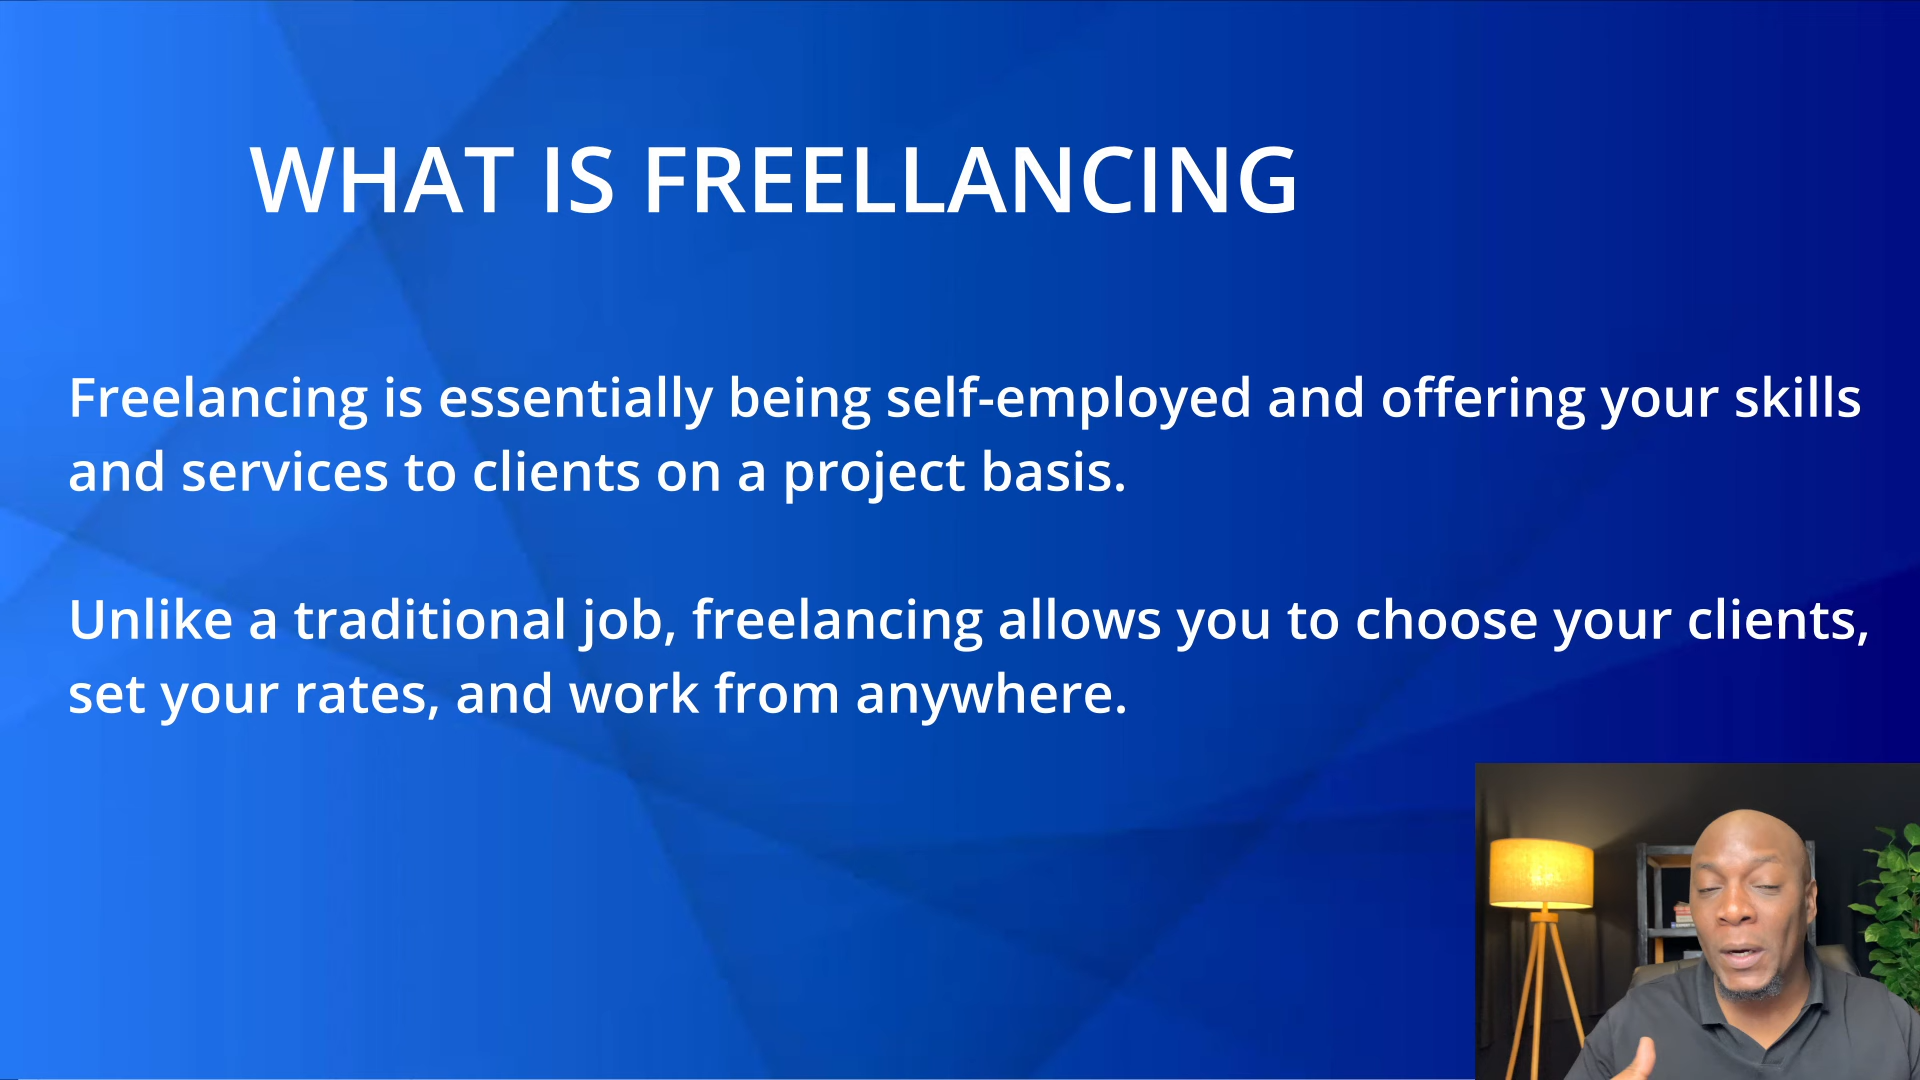 WHAT IS FREELLANCING
Freelancing is essentially being self-employed and offering your skills
and services to clients on a project basis.
Unlike a traditional job, freelancing allows you to choose your clients,
set your rates, and work from anywhere.